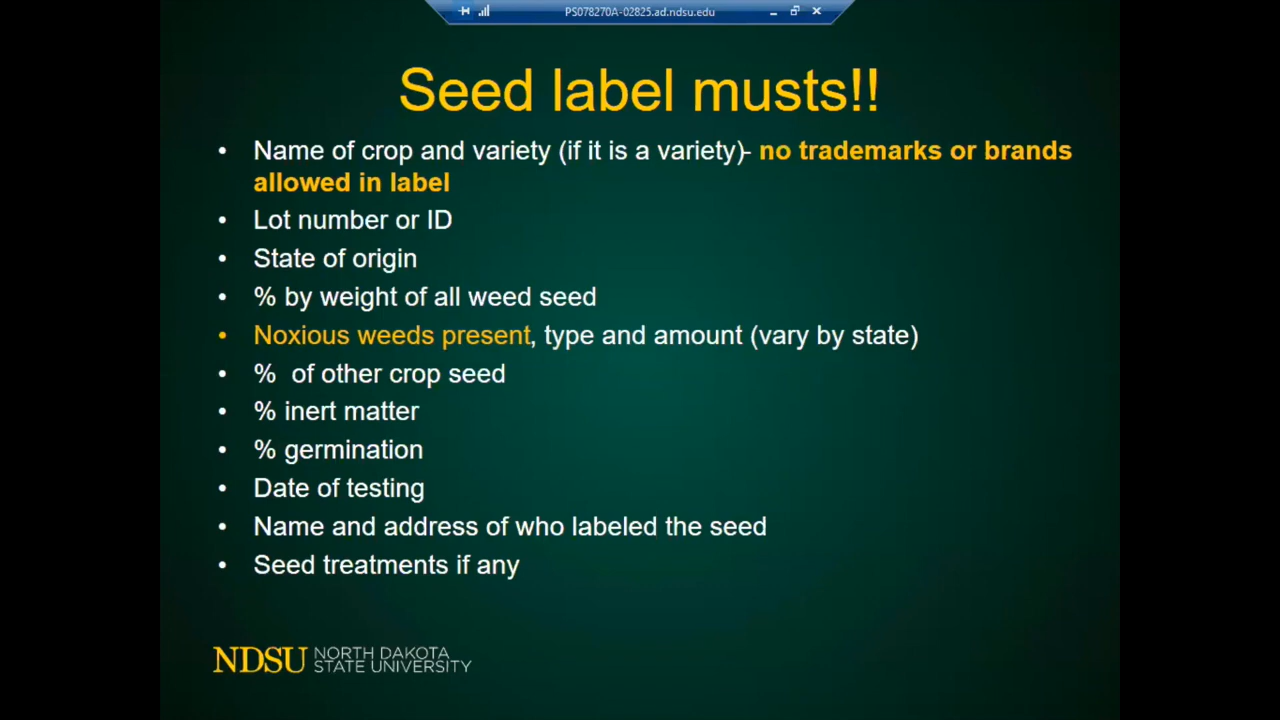 PS078270A-02825.ad.ndsu.edu
Seed label musts!!
• Name of crop and variety (if it is a variety)- no trademarks or brands
allowed in label
• Lot number or ID
• State of origin
• % by weight of all weed seed
• Noxious weeds present, type and amount (vary by state)
• % of other crop seed
• % inert matter
• % germination
• Date of testing
• Name and address of who labeled the seed
• Seed treatments if any
NDSU NORTH DAKOTA
STATE UNIVERSITY